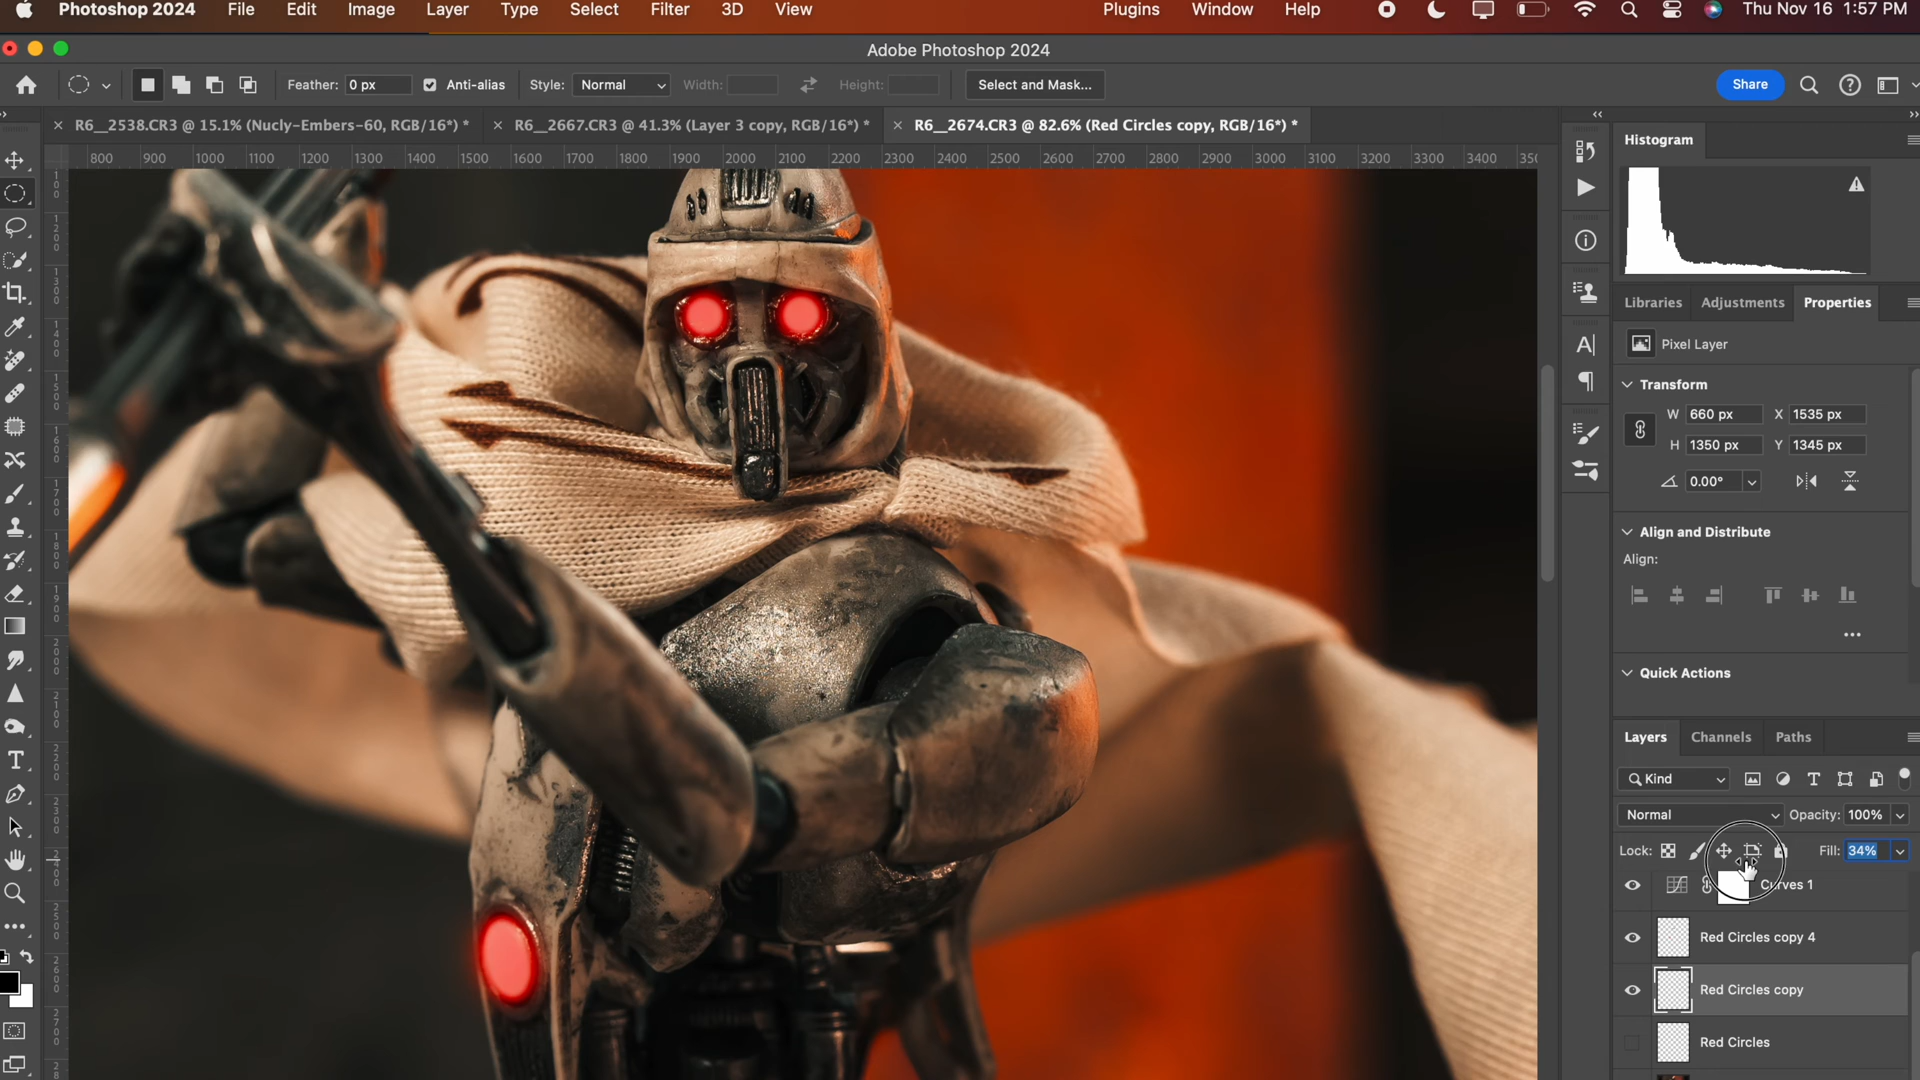 Photoshop 2024 File Edit Image Layer Type Select Filter 3D View Plugins Window Help Thu Nov 16 1:57 PM
Adobe Photoshop 2024
Feather: 0 px Anti-alias Style: Normal Width: Height: Select and Mask... Share
R6__2538.CR3 @ 15.1% (Nucly-Embers-60, RGB/16*) * R6__2667.CR3 @ 41.3% (Layer 3 copy, RGB/16*) * R6__2674.CR3 @ 82.6% (Red Circles copy, RGB/16*) *
Histogram
800 900 1000 1100 1200 1300 1400 1500 1600 1700 1800 1900 2000 2100 2200 2300 2400 2500 2600 2700 2800 2900 3000 3100 3200 3300 3400
Libraries Adjustments Properties
Pixel Layer
Transform
W 660 px X 1535 px
H 1350 px Y 1345 px
0.00°
Align and Distribute
Align:
Quick Actions
Layers Channels Paths
Kind
Normal Opacity: 100%
Lock: Fill: 34%
Curves 1
Red Circles copy 4
Red Circles copy
Red Circles